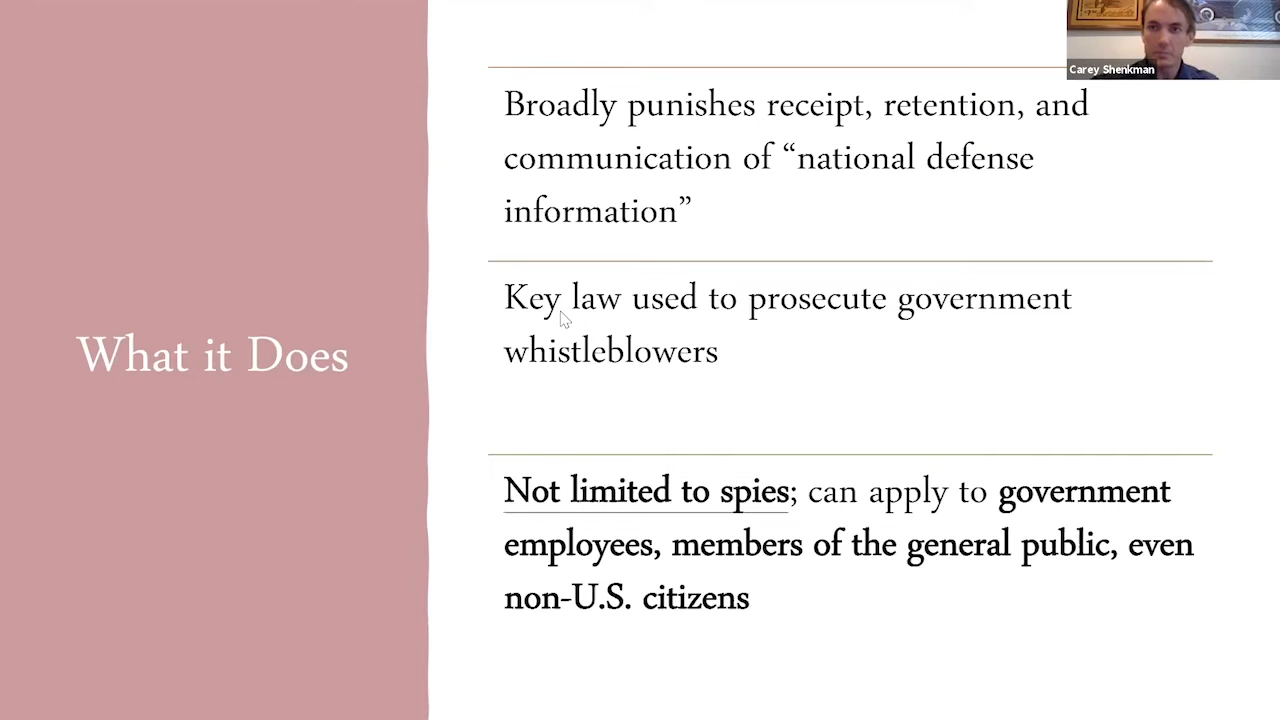 Carey Shenkman
Broadly punishes receipt, retention, and
communication of “national defense
information”
Key law used to prosecute government
whistleblowers
What it Does
Not limited to spies; can apply to government
employees, members of the general public, even
non-U.S. citizens